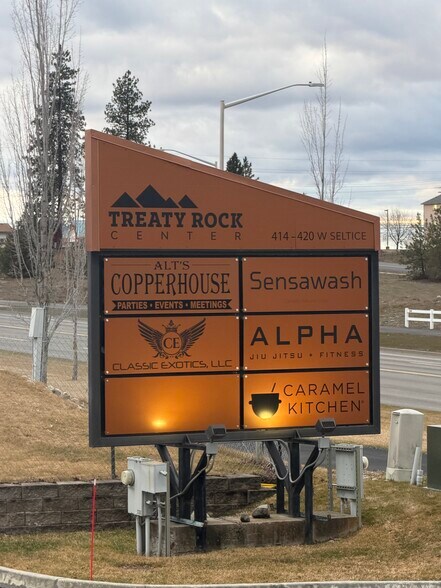 TREATY ROCK
CENTER
414-420 W SELTICE
ALT'S
COPPERHOUSE
PARTIES • EVENTS • MEETINGS
Sensawash
CE
CLASSIC EXOTICS, LLC
ALPHA
JIU JITSU + FITNESS
CARAMEL
KITCHEN